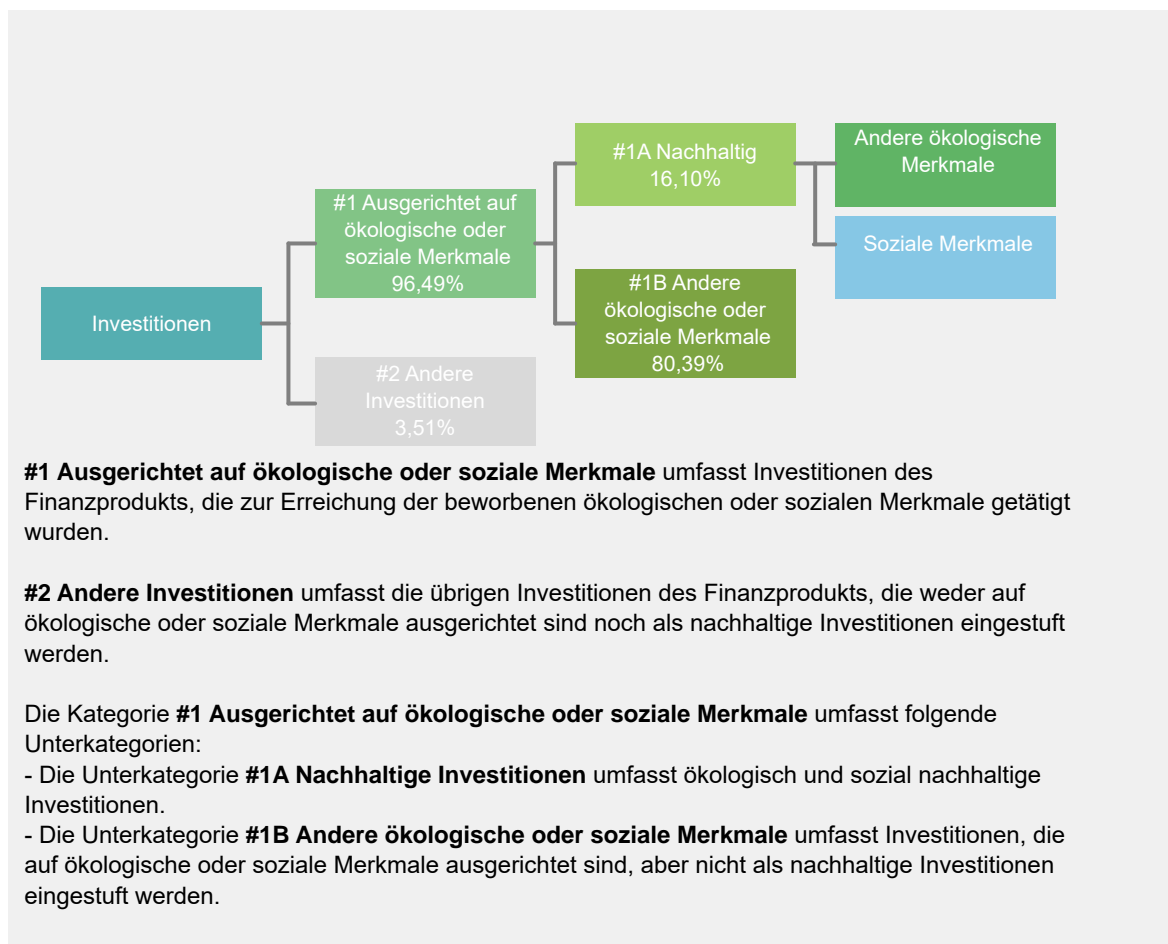 Investitionen
#1 Ausgerichtet auf
ökologische oder
soziale Merkmale
96,49%
#2 Andere
Investitionen
3,51%
#1A Nachhaltig
16,10%
#1B Andere
ökologische oder
soziale Merkmale
80,39%
Andere ökologische
Merkmale
Soziale Merkmale
#1 Ausgerichtet auf ökologische oder soziale Merkmale umfasst Investitionen des
Finanzprodukts, die zur Erreichung der beworbenen ökologischen oder sozialen Merkmale getätigt
wurden.
#2 Andere Investitionen umfasst die übrigen Investitionen des Finanzprodukts, die weder auf
ökologische oder soziale Merkmale ausgerichtet sind noch als nachhaltige Investitionen eingestuft
werden.
Die Kategorie #1 Ausgerichtet auf ökologische oder soziale Merkmale umfasst folgende
Unterkategorien:
- Die Unterkategorie #1A Nachhaltige Investitionen umfasst ökologisch und sozial nachhaltige
Investitionen.
- Die Unterkategorie #1B Andere ökologische oder soziale Merkmale umfasst Investitionen, die
auf ökologische oder soziale Merkmale ausgerichtet sind, aber nicht als nachhaltige Investitionen
eingestuft werden.